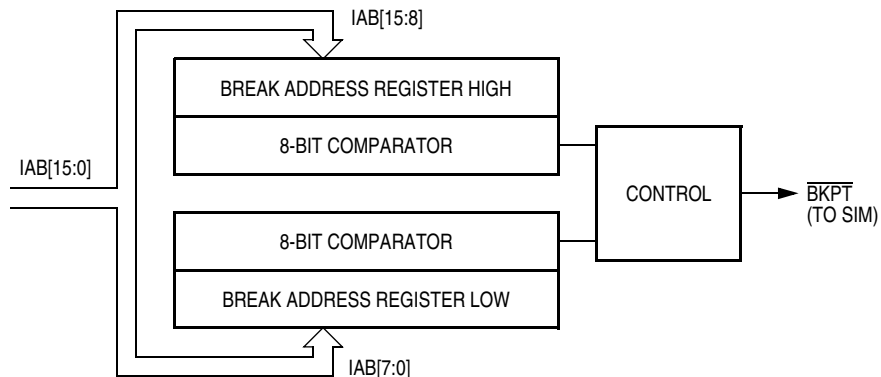 IAB[15:8]
BREAK ADDRESS REGISTER HIGH
8-BIT COMPARATOR
IAB[15:0]
CONTROL
BKPT
(TO SIM)
8-BIT COMPARATOR
BREAK ADDRESS REGISTER LOW
IAB[7:0]